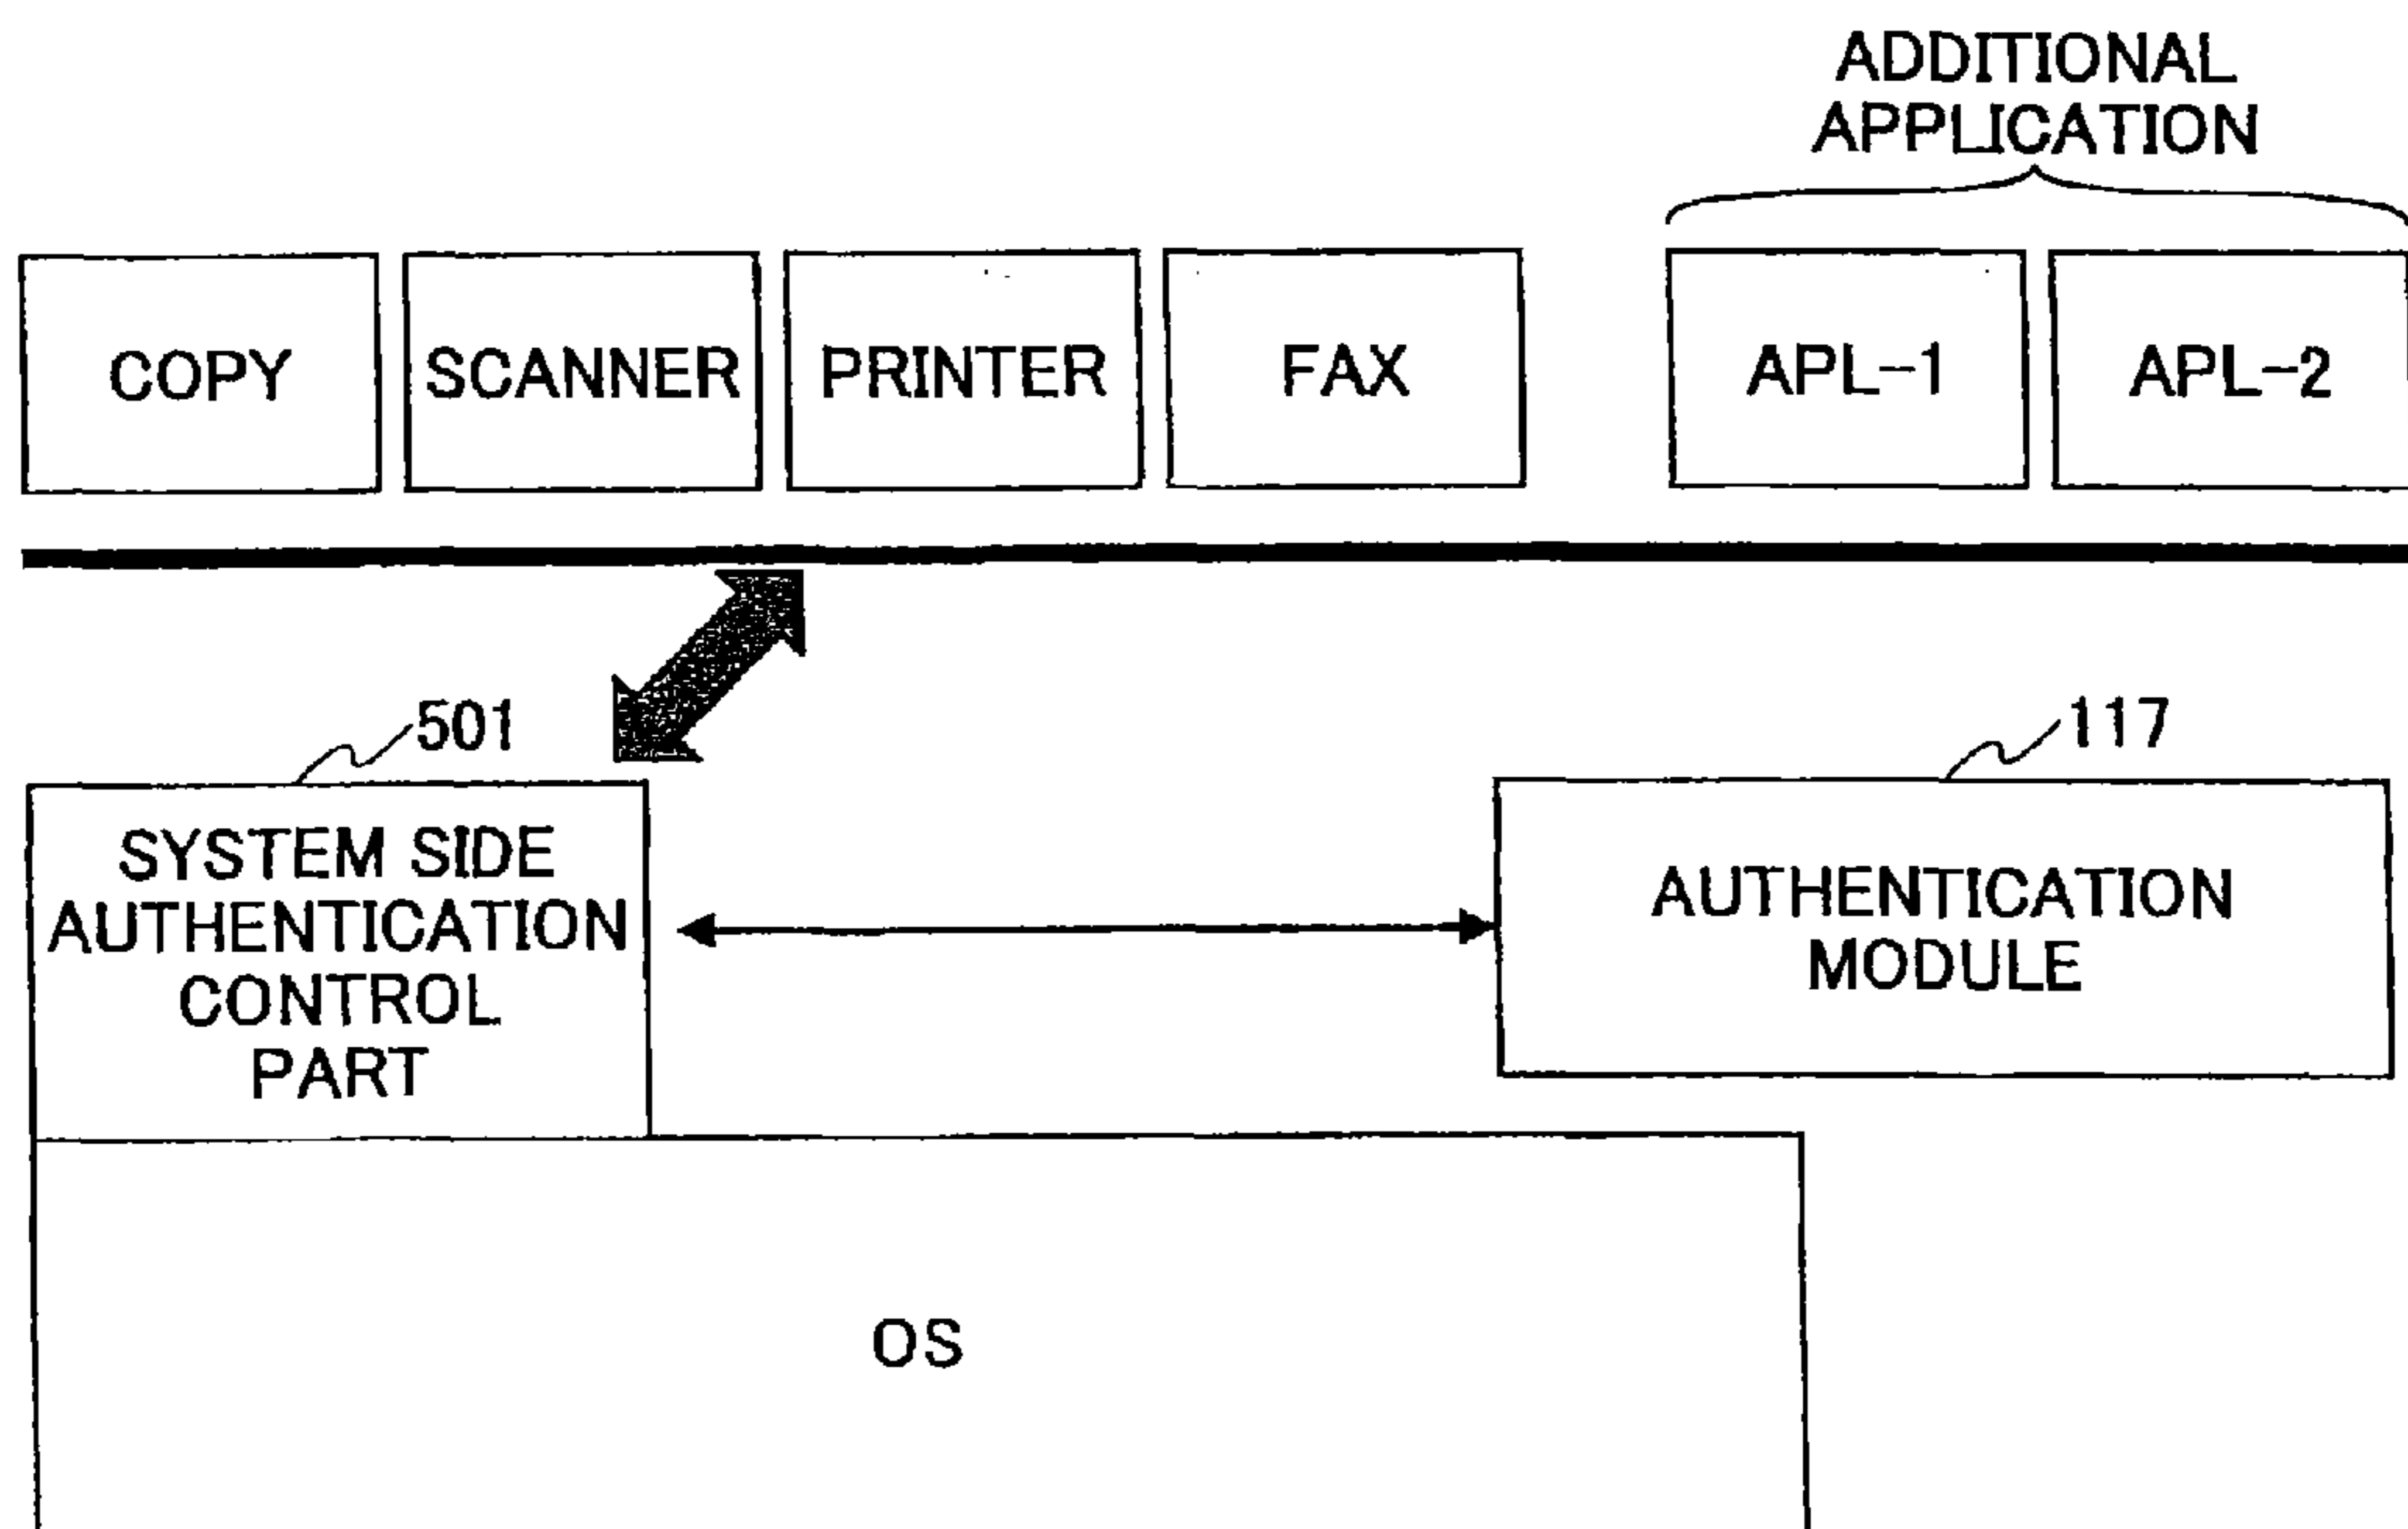 ADDITIONAL
APPLICATION
COPY
SCANNER
PRINTER
FAX
APL-1
APL-2
501
117
SYSTEM SIDE
AUTHENTICATION
CONTROL
PART
AUTHENTICATION
MODULE
OS